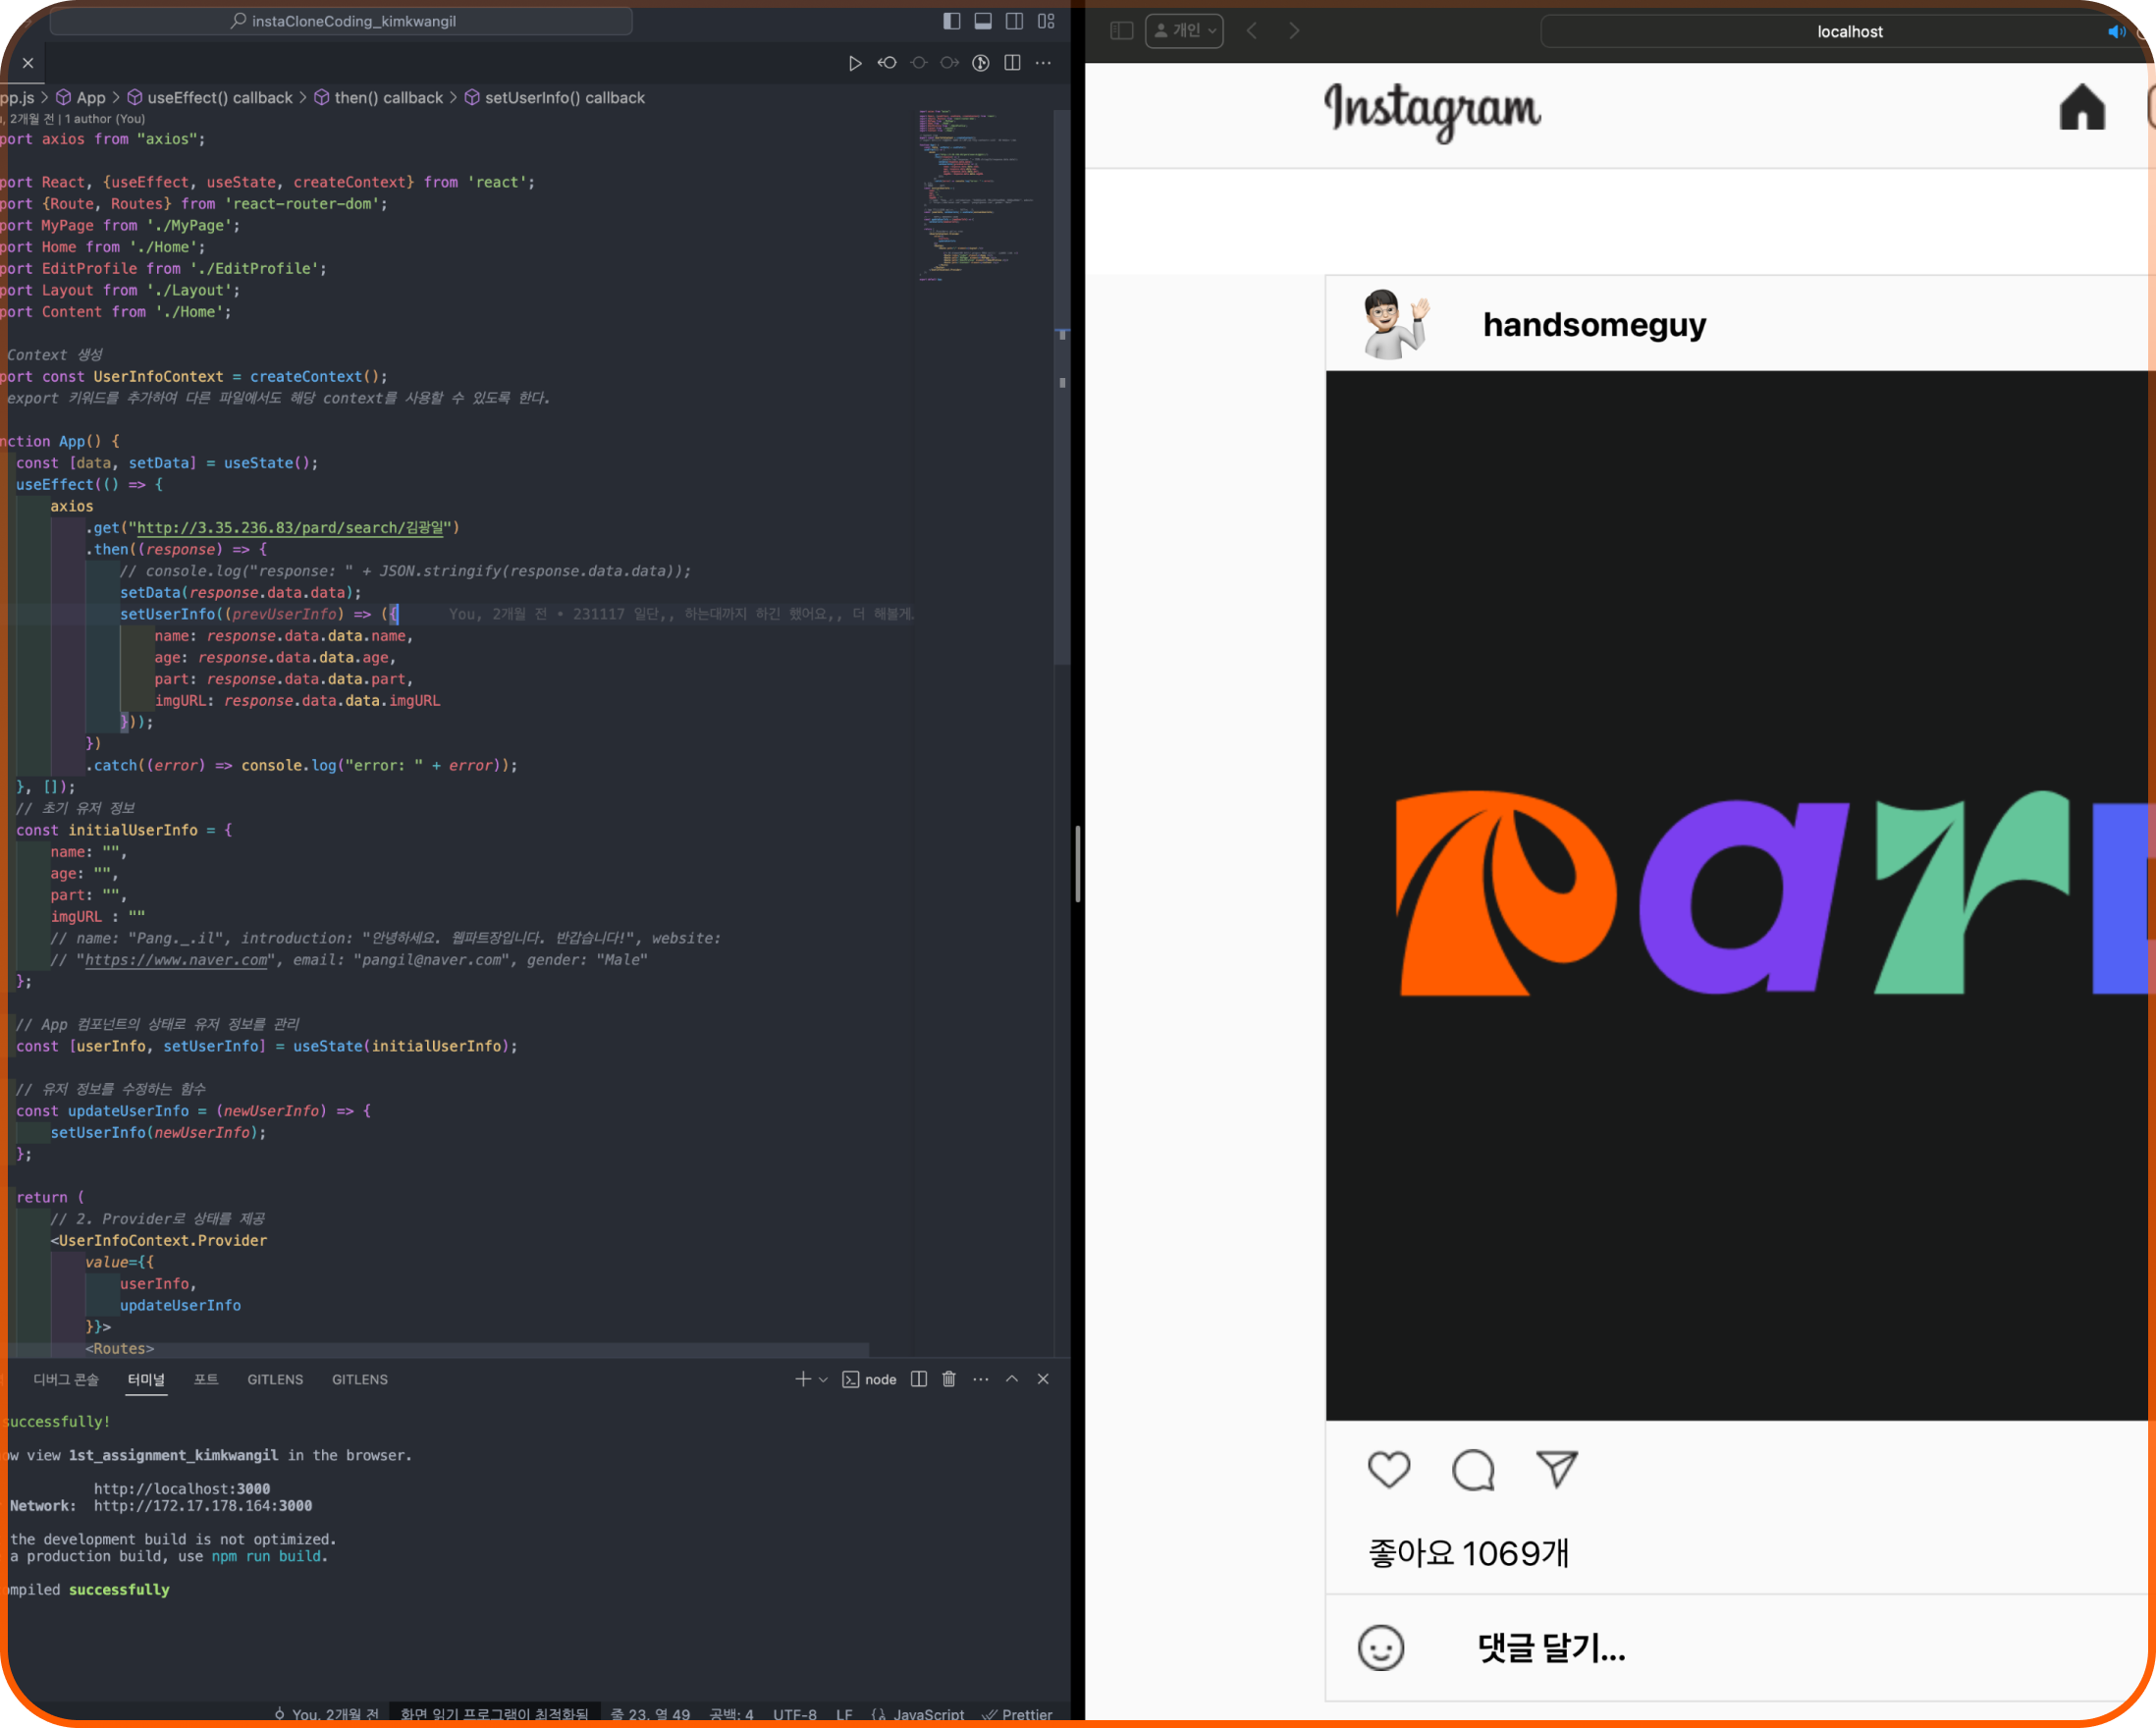 instaCloneCoding_kimkwangil
pp.js > App > useEffect() callback > then() callback > setUserInfo() callback
, 2개월 전 | 1 author (You)
port axios from "axios";
port React, {useEffect, useState, createContext} from 'react';
port {Route, Routes} from 'react-router-dom';
port MyPage from './MyPage';
port Home from './Home';
port EditProfile from './EditProfile';
port Layout from './Layout';
port Content from './Home';
Context 생성
port const UserInfoContext = createContext();
export 키워드를 추가하여 다른 파일에서도 해당 context를 사용할 수 있도록 한다.
nction App() {
const [data, setData] = useState();
useEffect(() => {
axios
.get("http://3.35.236.83/pard/search/김광일")
.then((response) => {
// console.log("response: " + JSON.stringify(response.data.data));
setData(response.data.data);
setUserInfo((prevUserInfo) => ({ You, 2개월 전 • 231117 일단,, 하는대까지 하긴 했어요,, 더 해볼게.
name: response.data.data.name,
age: response.data.data.age,
part: response.data.data.part,
imgURL: response.data.data.imgURL
}));
})
.catch((error) => console.log("error: " + error));
}, []);
// 초기 유저 정보
const initialUserInfo = {
name: "",
age: "",
part: "",
imgURL : ""
// name: "Pang._.il", introduction: "안녕하세요. 웹파트장입니다. 반갑습니다!", website:
// "https://www.naver.com", email: "pangil@naver.com", gender: "Male"
};
// App 컴포넌트의 상태로 유저 정보를 관리
const [userInfo, setUserInfo] = useState(initialUserInfo);
// 유저 정보를 수정하는 함수
const updateUserInfo = (newUserInfo) => {
setUserInfo(newUserInfo);
};
return (
// 2. Provider로 상태를 제공
<UserInfoContext.Provider
value={{
userInfo,
updateUserInfo
}}>
<Routes>
디버그 콘솔 터미널 포트 GITLENS GITLENS node
successfully!
ow view 1st_assignment_kimkwangil in the browser.
http://localhost:3000
Network: http://172.17.178.164:3000
the development build is not optimized.
a production build, use npm run build.
ompiled successfully
You, 2개월 전 화면 읽기 프로그램이 최적화됨 줄 23, 열 49 공백: 4 UTF-8 LF {} JavaScript Prettier
개인 localhost
Instagram
handsomeguy
Par
좋아요 1069개
댓글 달기...